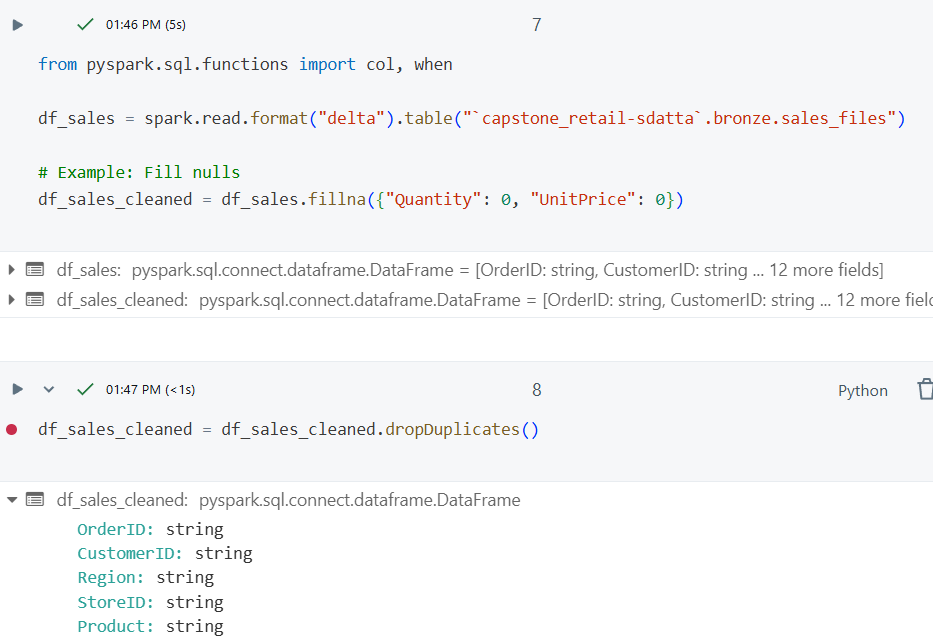 01:46 PM (5s)
7
from pyspark.sql.functions import col, when
df_sales = spark.read.format("delta").table("`capstone_retail-sdatta`.bronze.sales_files")
# Example: Fill nulls
df_sales_cleaned = df_sales.fillna({"Quantity": 0, "UnitPrice": 0})
df_sales: pyspark.sql.connect.dataframe.DataFrame = [OrderID: string, CustomerID: string ... 12 more fields]
df_sales_cleaned: pyspark.sql.connect.dataframe.DataFrame = [OrderID: string, CustomerID: string ... 12 more
01:47 PM (<1s)
8
Python
df_sales_cleaned = df_sales_cleaned.dropDuplicates()
df_sales_cleaned: pyspark.sql.connect.dataframe.DataFrame
OrderID: string
CustomerID: string
Region: string
StoreID: string
Product: string